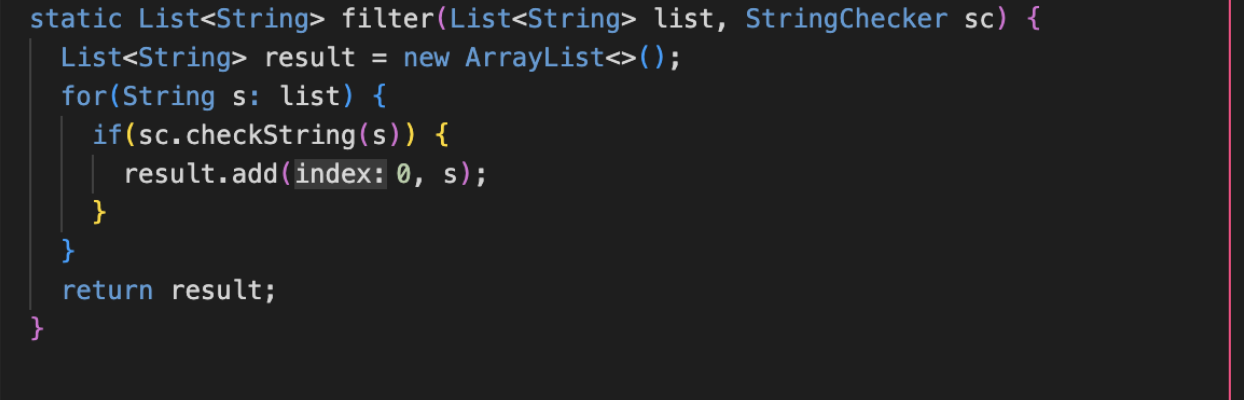 static List<String> filter(List<String> list, StringChecker sc) {
List<String> result = new ArrayList<>();
for(String s: list) {
if(sc.checkString(s)) {
result.add(index: 0, s);
}
}
return result;
}